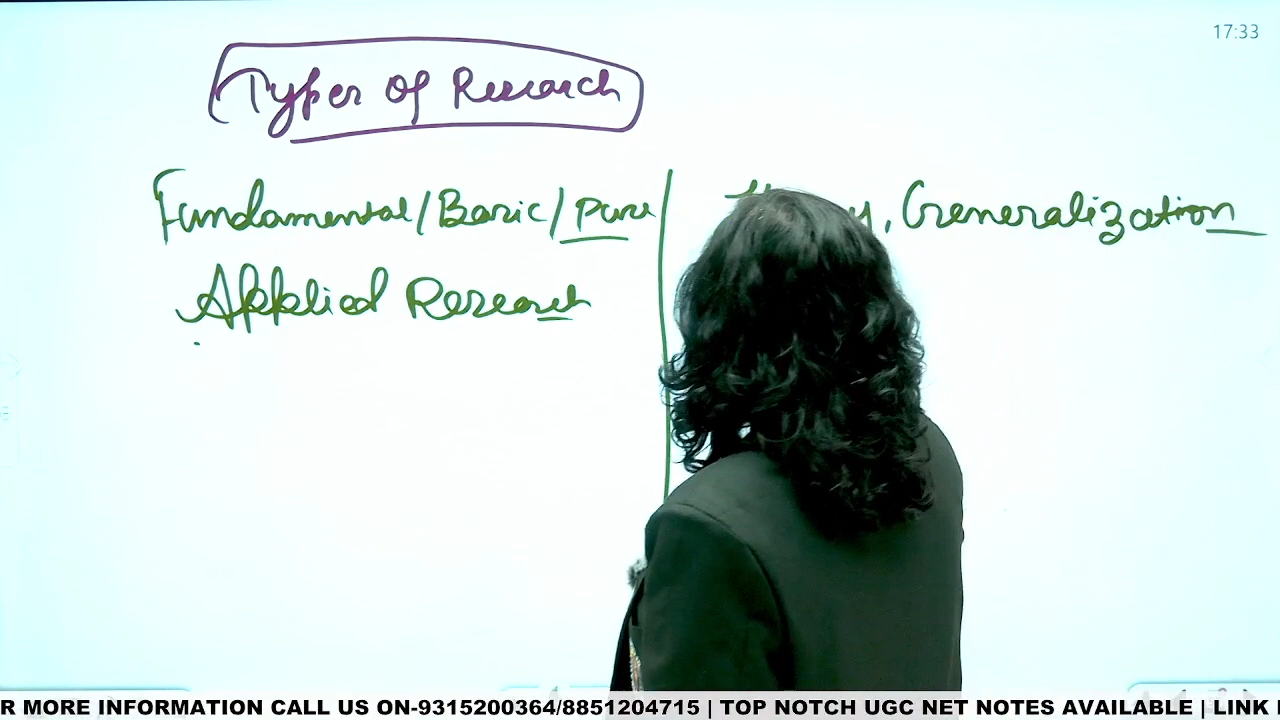 17:33
Types of Research
Fundamental/Basic/Pure
, Generalization
Applied Research
R MORE INFORMATION CALL US ON-9315200364/8851204715 | TOP NOTCH UGC NET NOTES AVAILABLE | LINK